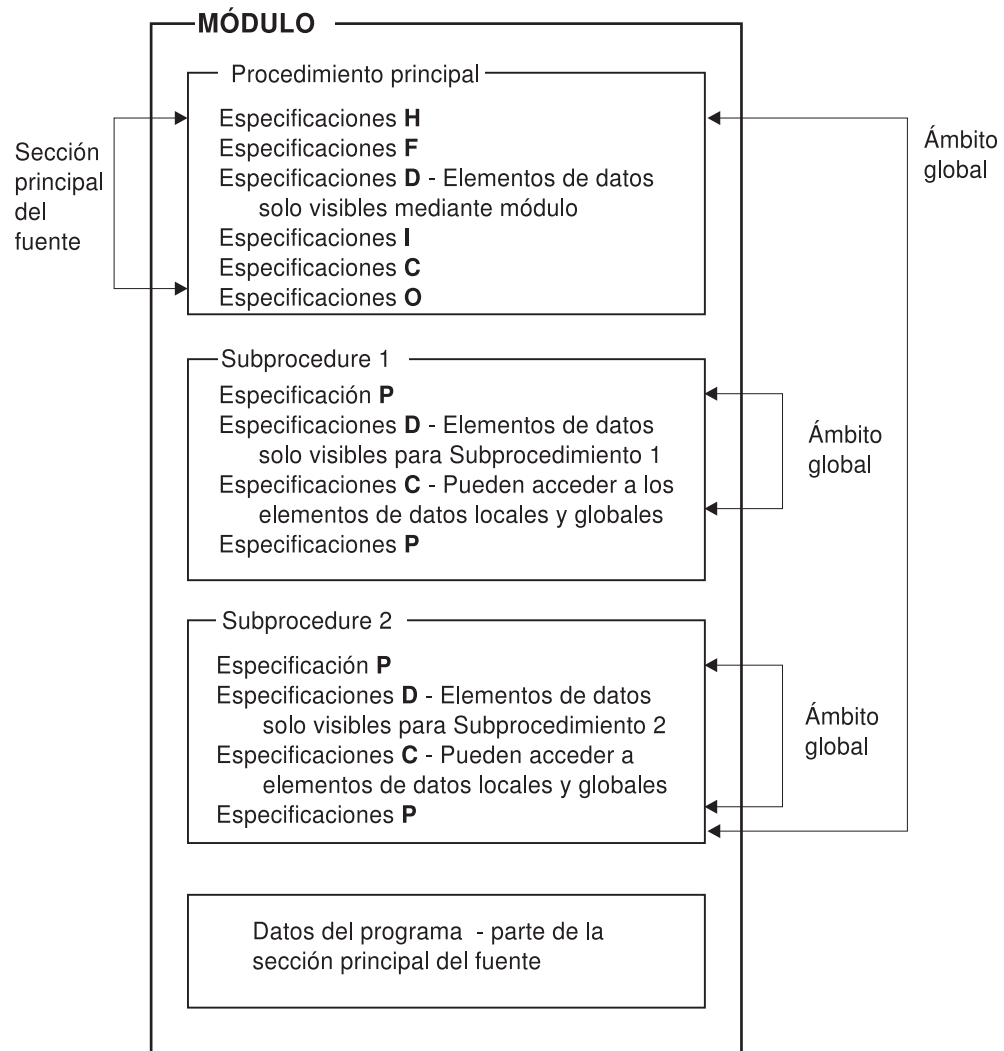 MÓDULO
Procedimiento principal
Especificaciones H
Especificaciones F
Especificaciones D - Elementos de datos
solo visibles mediante módulo
Especificaciones I
Especificaciones C
Especificaciones O
Sección
principal
del
fuente
Ámbito
global
Subprocedure 1
Especificación P
Especificaciones D - Elementos de datos
solo visibles para Subprocedimiento 1
Especificaciones C - Pueden acceder a los
elementos de datos locales y globales
Especificaciones P
Ámbito
global
Subprocedure 2
Especificación P
Especificaciones D - Elementos de datos
solo visibles para Subprocedimiento 2
Especificaciones C - Pueden acceder a
elementos de datos locales y globales
Especificaciones P
Ámbito
global
Datos del programa - parte de la
sección principal del fuente